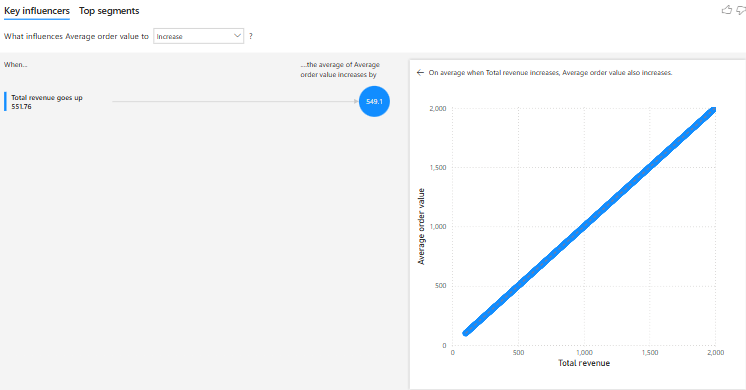 Key influencers Top segments
What influences Average order value to Increase ?
When...
....the average of Average
order value increases by
Total revenue goes up
551.76
549.1
← On average when Total revenue increases, Average order value also increases.
2,000
1,500
1,000
500
0
Average order value
0 500 1,000 1,500 2,000
Total revenue